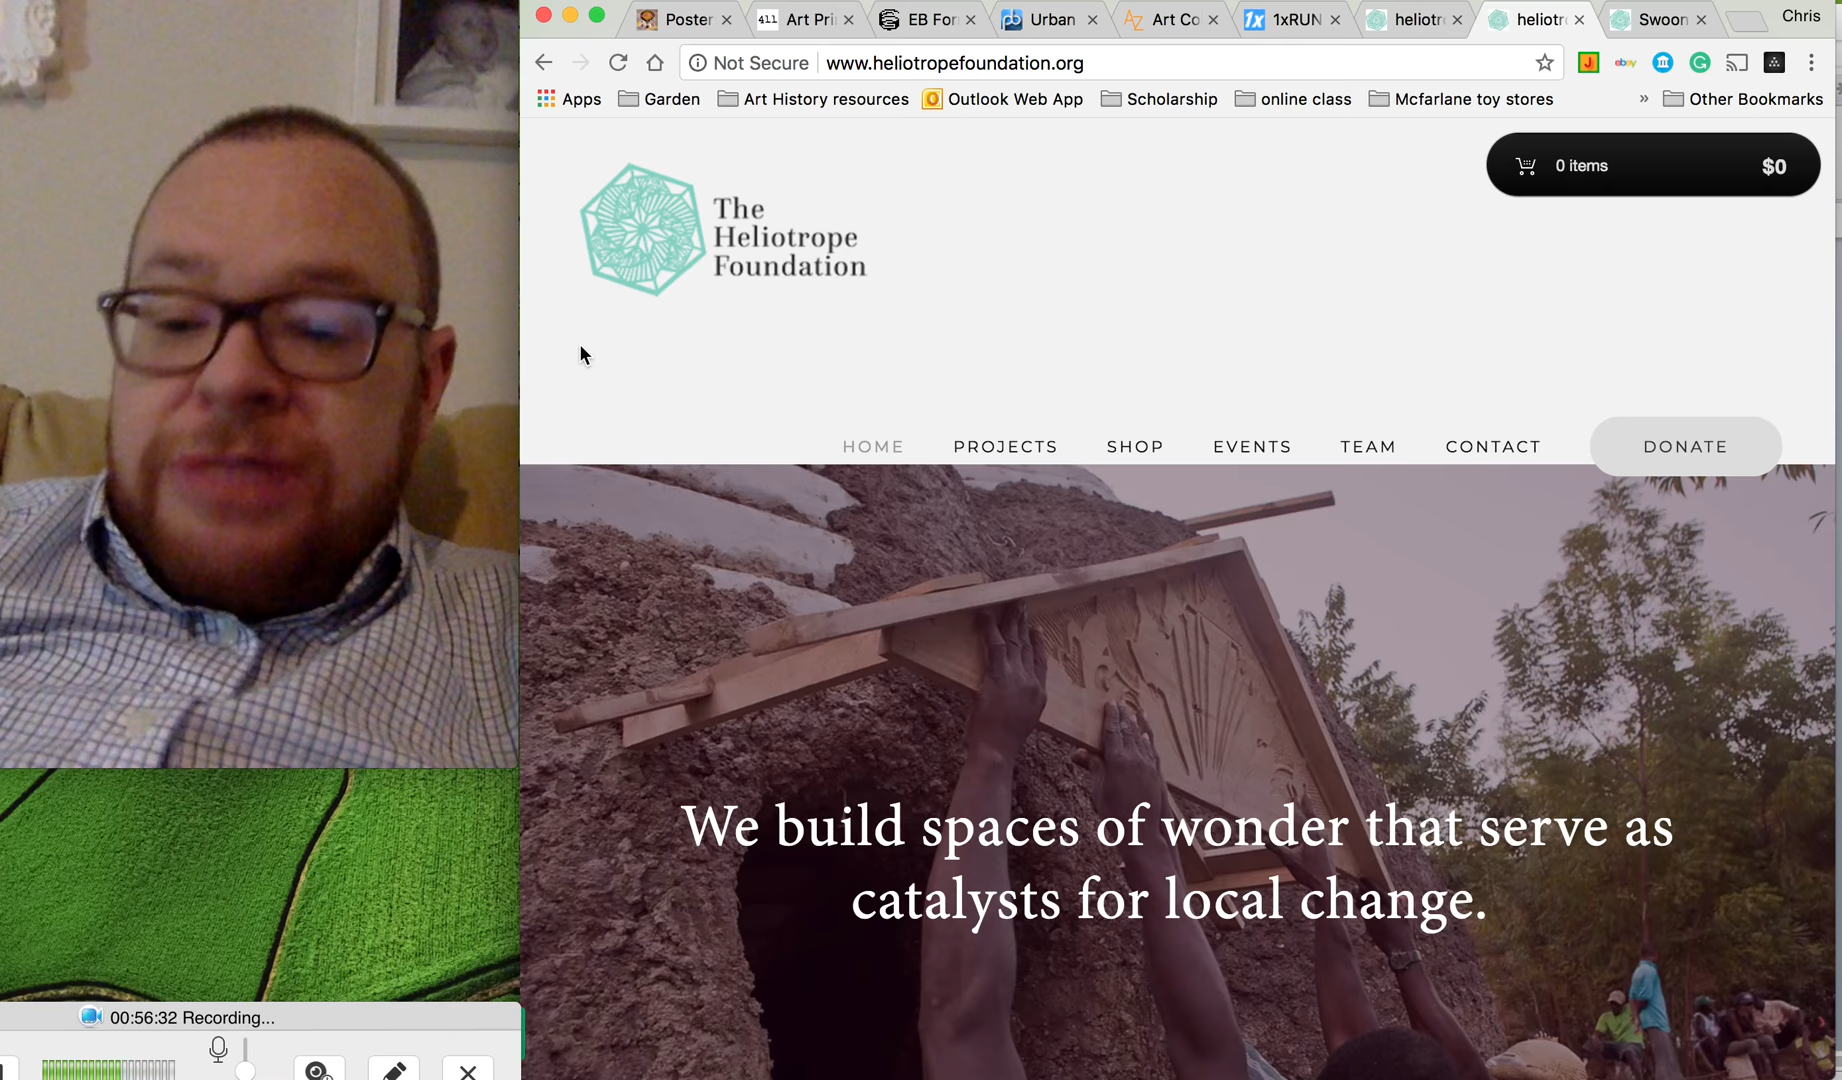 Poster
411 Art Pri
EB For
Urban
Art Co
1x 1xRUN
heliotr
heliotr
Swoon
Chris
Not Secure
www.heliotropefoundation.org
ebay
Apps
Garden
Art History resources
Outlook Web App
Scholarship
online class
Mcfarlane toy stores
»
Other Bookmarks
0 items
$0
The
Heliotrope
Foundation
HOME
PROJECTS
SHOP
EVENTS
TEAM
CONTACT
DONATE
We build spaces of wonder that serve as
catalysts for local change.
00:56:32 Recording...